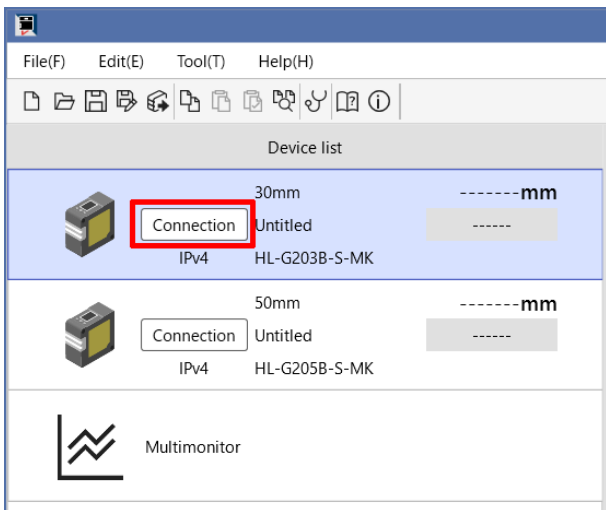 File(F) Edit(E) Tool(T) Help(H)
Device list
30mm -------mm
Connection Untitled ------
IPv4 HL-G203B-S-MK
50mm -------mm
Connection Untitled ------
IPv4 HL-G205B-S-MK
Multimonitor